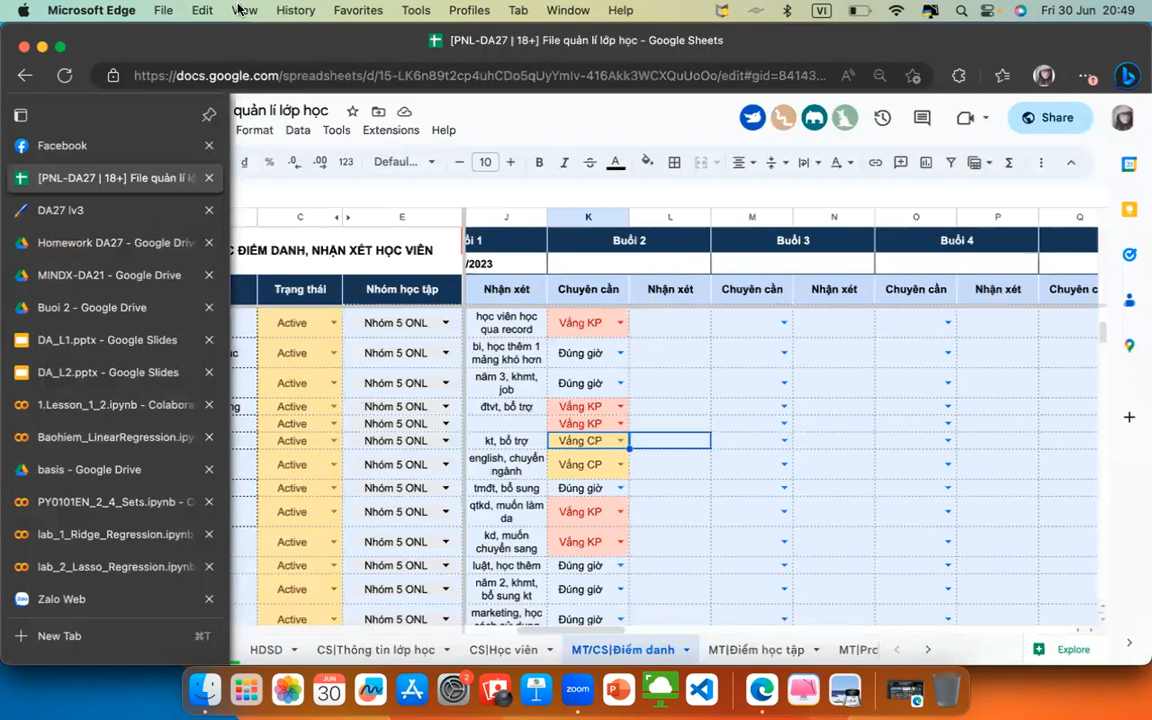 Microsoft Edge File Edit View History Favorites Tools Profiles Tab Window Help VI Fri 30 Jun 20:49
[PNL-DA27 | 18+] File quản lí lớp học - Google Sheets
https://docs.google.com/spreadsheets/d/15-LK6n89t2cp4uhCDo5qUyYmlv-416Akk3WCXQuUoOo/edit#gid=84143...
quản lí lớp học
Share
Format Data Tools Extensions Help
đ % .0 .00 123 Defaul... 10 B I A
Facebook
[PNL-DA27 | 18+] File quản lí
DA27 lv3
Homework DA27 - Google Driv
MINDX-DA21 - Google Drive
Buoi 2 - Google Drive
DA_L1.pptx - Google Slides
DA_L2.pptx - Google Slides
1.Lesson_1_2.ipynb - Colabora
Baohiem_LinearRegression.ipy
basis - Google Drive
PY0101EN_2_4_Sets.ipynb - C
lab_1_Ridge_Regression.ipynb
lab_2_Lasso_Regression.ipynb
Zalo Web
New Tab ⌘T
C E J K L M N O P Q
ĐIỂM DANH, NHẬN XÉT HỌC VIÊN Buổi 2 Buổi 3 Buổi 4
/2023
Trạng thái Nhóm học tập Nhận xét Chuyên cần Nhận xét Chuyên cần Nhận xét Chuyên cần Nhận xét Chuyên c
Active Nhóm 5 ONL học viên học qua record Vắng KP
Active Nhóm 5 ONL bi, học thêm 1 mảng khó hơn Đúng giờ
Active Nhóm 5 ONL năm 3, khmt, job Đúng giờ
Active Nhóm 5 ONL đtvt, bổ trợ Vắng KP
Active Nhóm 5 ONL Vắng KP
Active Nhóm 5 ONL kt, bổ trợ Vắng CP
Active Nhóm 5 ONL english, chuyển ngành Vắng CP
Active Nhóm 5 ONL tmđt, bổ sung Đúng giờ
Active Nhóm 5 ONL qtkd, muốn làm da Vắng KP
Active Nhóm 5 ONL kd, muốn chuyển sang Vắng KP
Active Nhóm 5 ONL luật, học thêm Đúng giờ
Active Nhóm 5 ONL năm 2, khmt, bổ sung kt Đúng giờ
Active Nhóm 5 ONL marketing, học Đúng giờ
HDSD CS|Thông tin lớp học CS|Học viên MT/CS|Điểm danh MT|Điểm học tập MT|Prc Explore
JUN 30 2 zoom